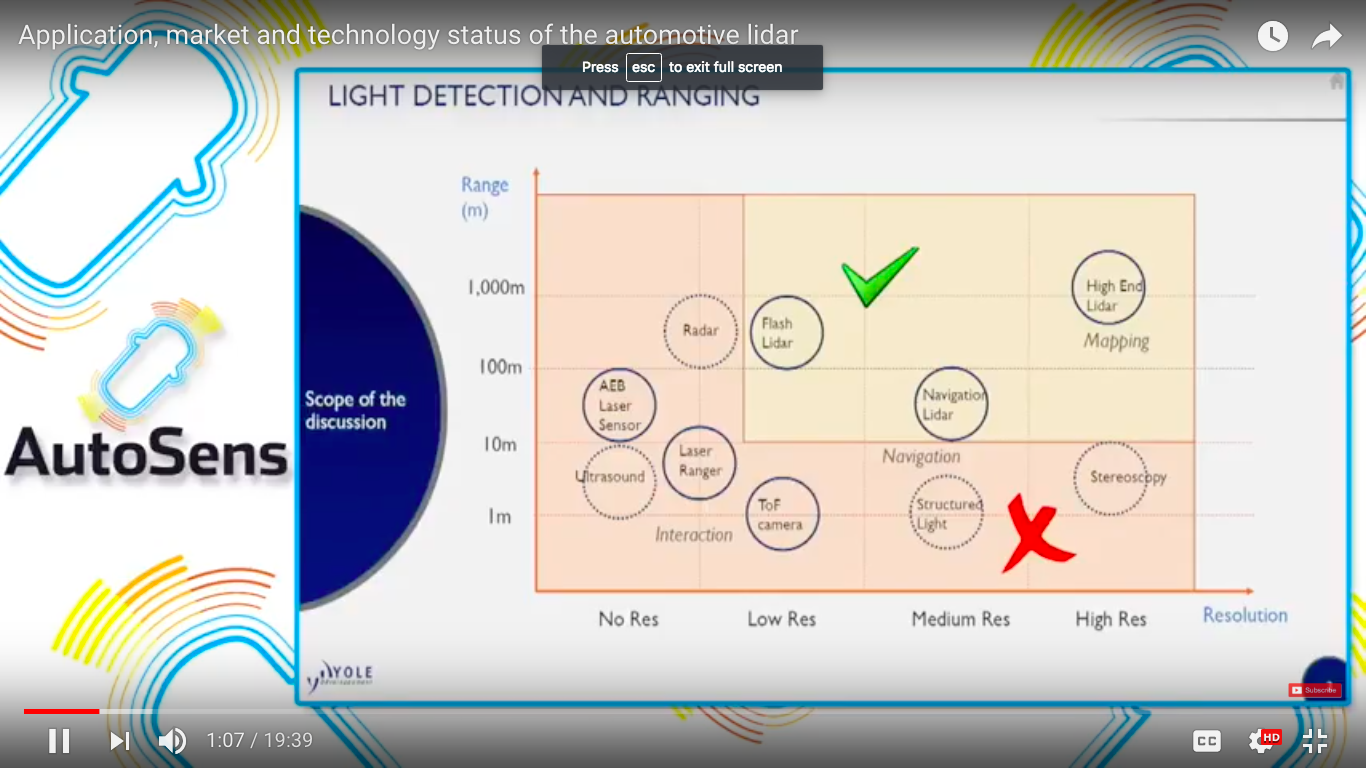 Application, market and technology status of the automotive lidar
Press esc to exit full screen
LIGHT DETECTION AND RANGING
Range
(m)
1,000m
100m
10m
1m
High End
Lidar
Mapping
Radar
Flash
Lidar
AEB
Laser
Sensor
Navigation
Lidar
Laser
Ranger
Navigation
Ultrasound
Stereoscopy
ToF
camera
Structured
Light
Interaction
No Res
Low Res
Medium Res
High Res
Resolution
Scope of the
discussion
AutoSens
YOLE
Développement
Subscribe
1:07 / 19:39
CC
HD